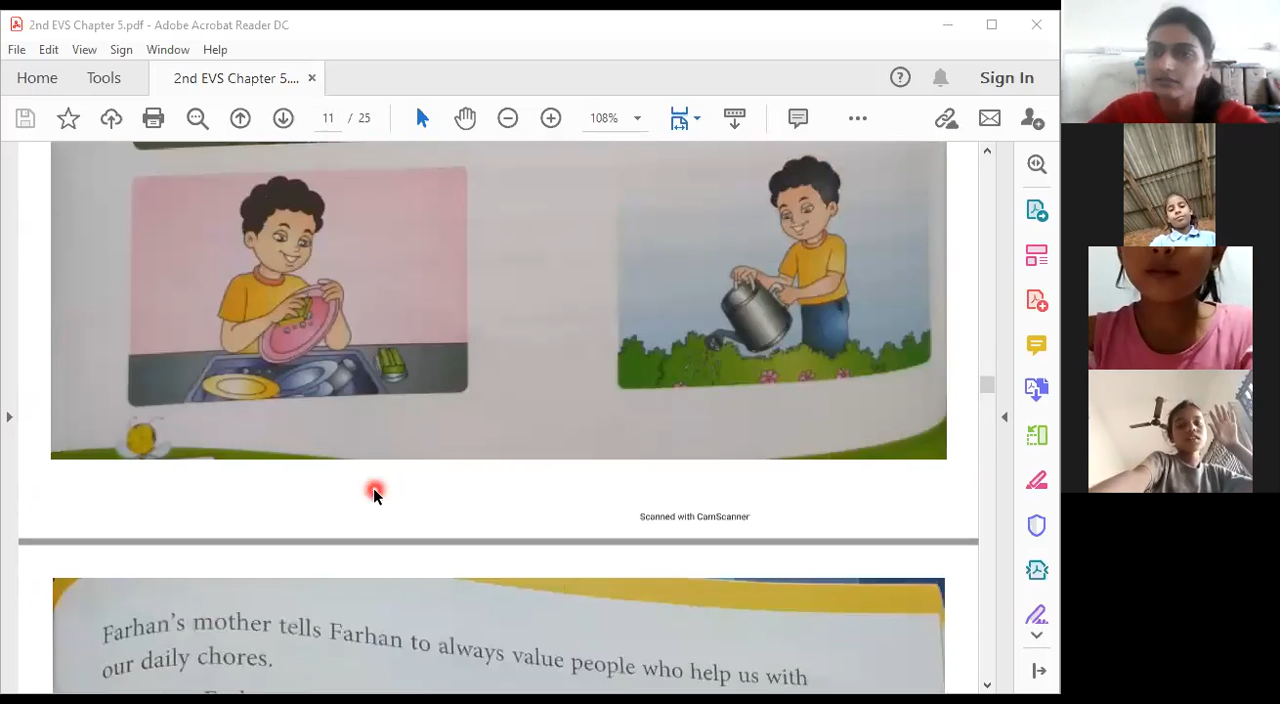 2nd EVS Chapter 5.pdf - Adobe Acrobat Reader DC
File Edit View Sign Window Help
Home Tools 2nd EVS Chapter 5.... × Sign In
11 / 25 108%
Scanned with CamScanner
Farhan's mother tells Farhan to always value people who help us with
our daily chores.